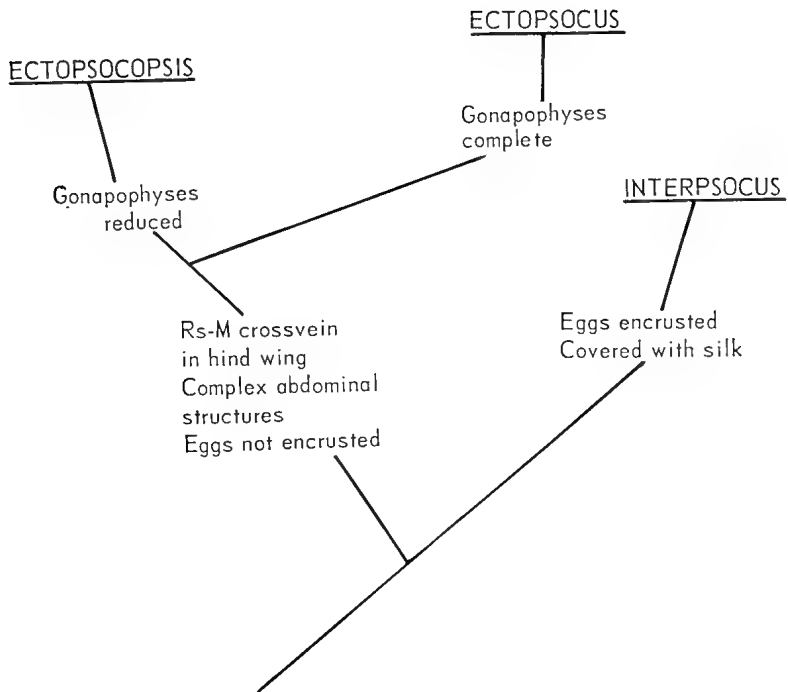 ECTOPSOCUS
ECTOPSOCOPSIS
Gonapophyses
complete
Gonapophyses
reduced
INTERPSOCUS
Rs-M crossvein
in hind wing
Complex abdominal
structures
Eggs not encrusted
Eggs encrusted
Covered with silk